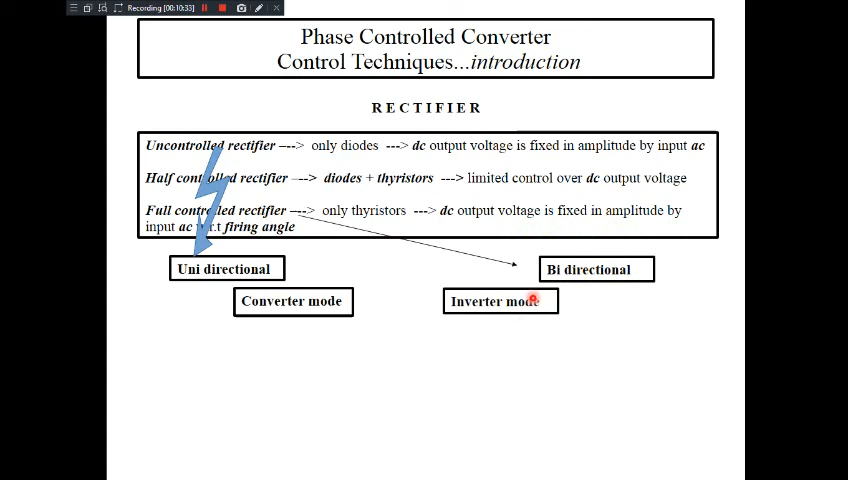 Recording [00:10:33]
Phase Controlled Converter
Control Techniques...introduction
RECTIFIER
Uncontrolled rectifier ---> only diodes ---> dc output voltage is fixed in amplitude by input ac
Half controlled rectifier ---> diodes + thyristors ---> limited control over dc output voltage
Full controlled rectifier ---> only thyristors ---> dc output voltage is fixed in amplitude by
input ac w.r.t firing angle
Uni directional
Bi directional
Converter mode
Inverter mode